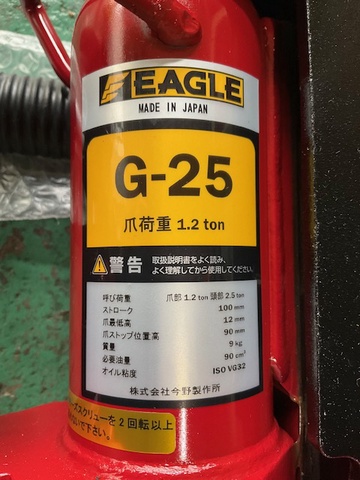 EAGLE
MADE IN JAPAN
G-25
爪荷重 1.2 ton
警告 取扱説明書をよく読み、
よく理解してから使用してください。
呼び荷重 爪部 1.2 ton 頭部 2.5 ton
ストローク 100 mm
爪最低高 12 mm
爪ストップ位置高 90 mm
質量 9 kg
必要油量 90 cm³
オイル粘度 ISO VG32
株式会社今野製作所
ズスクリューを2回転以上
ないで下さい。